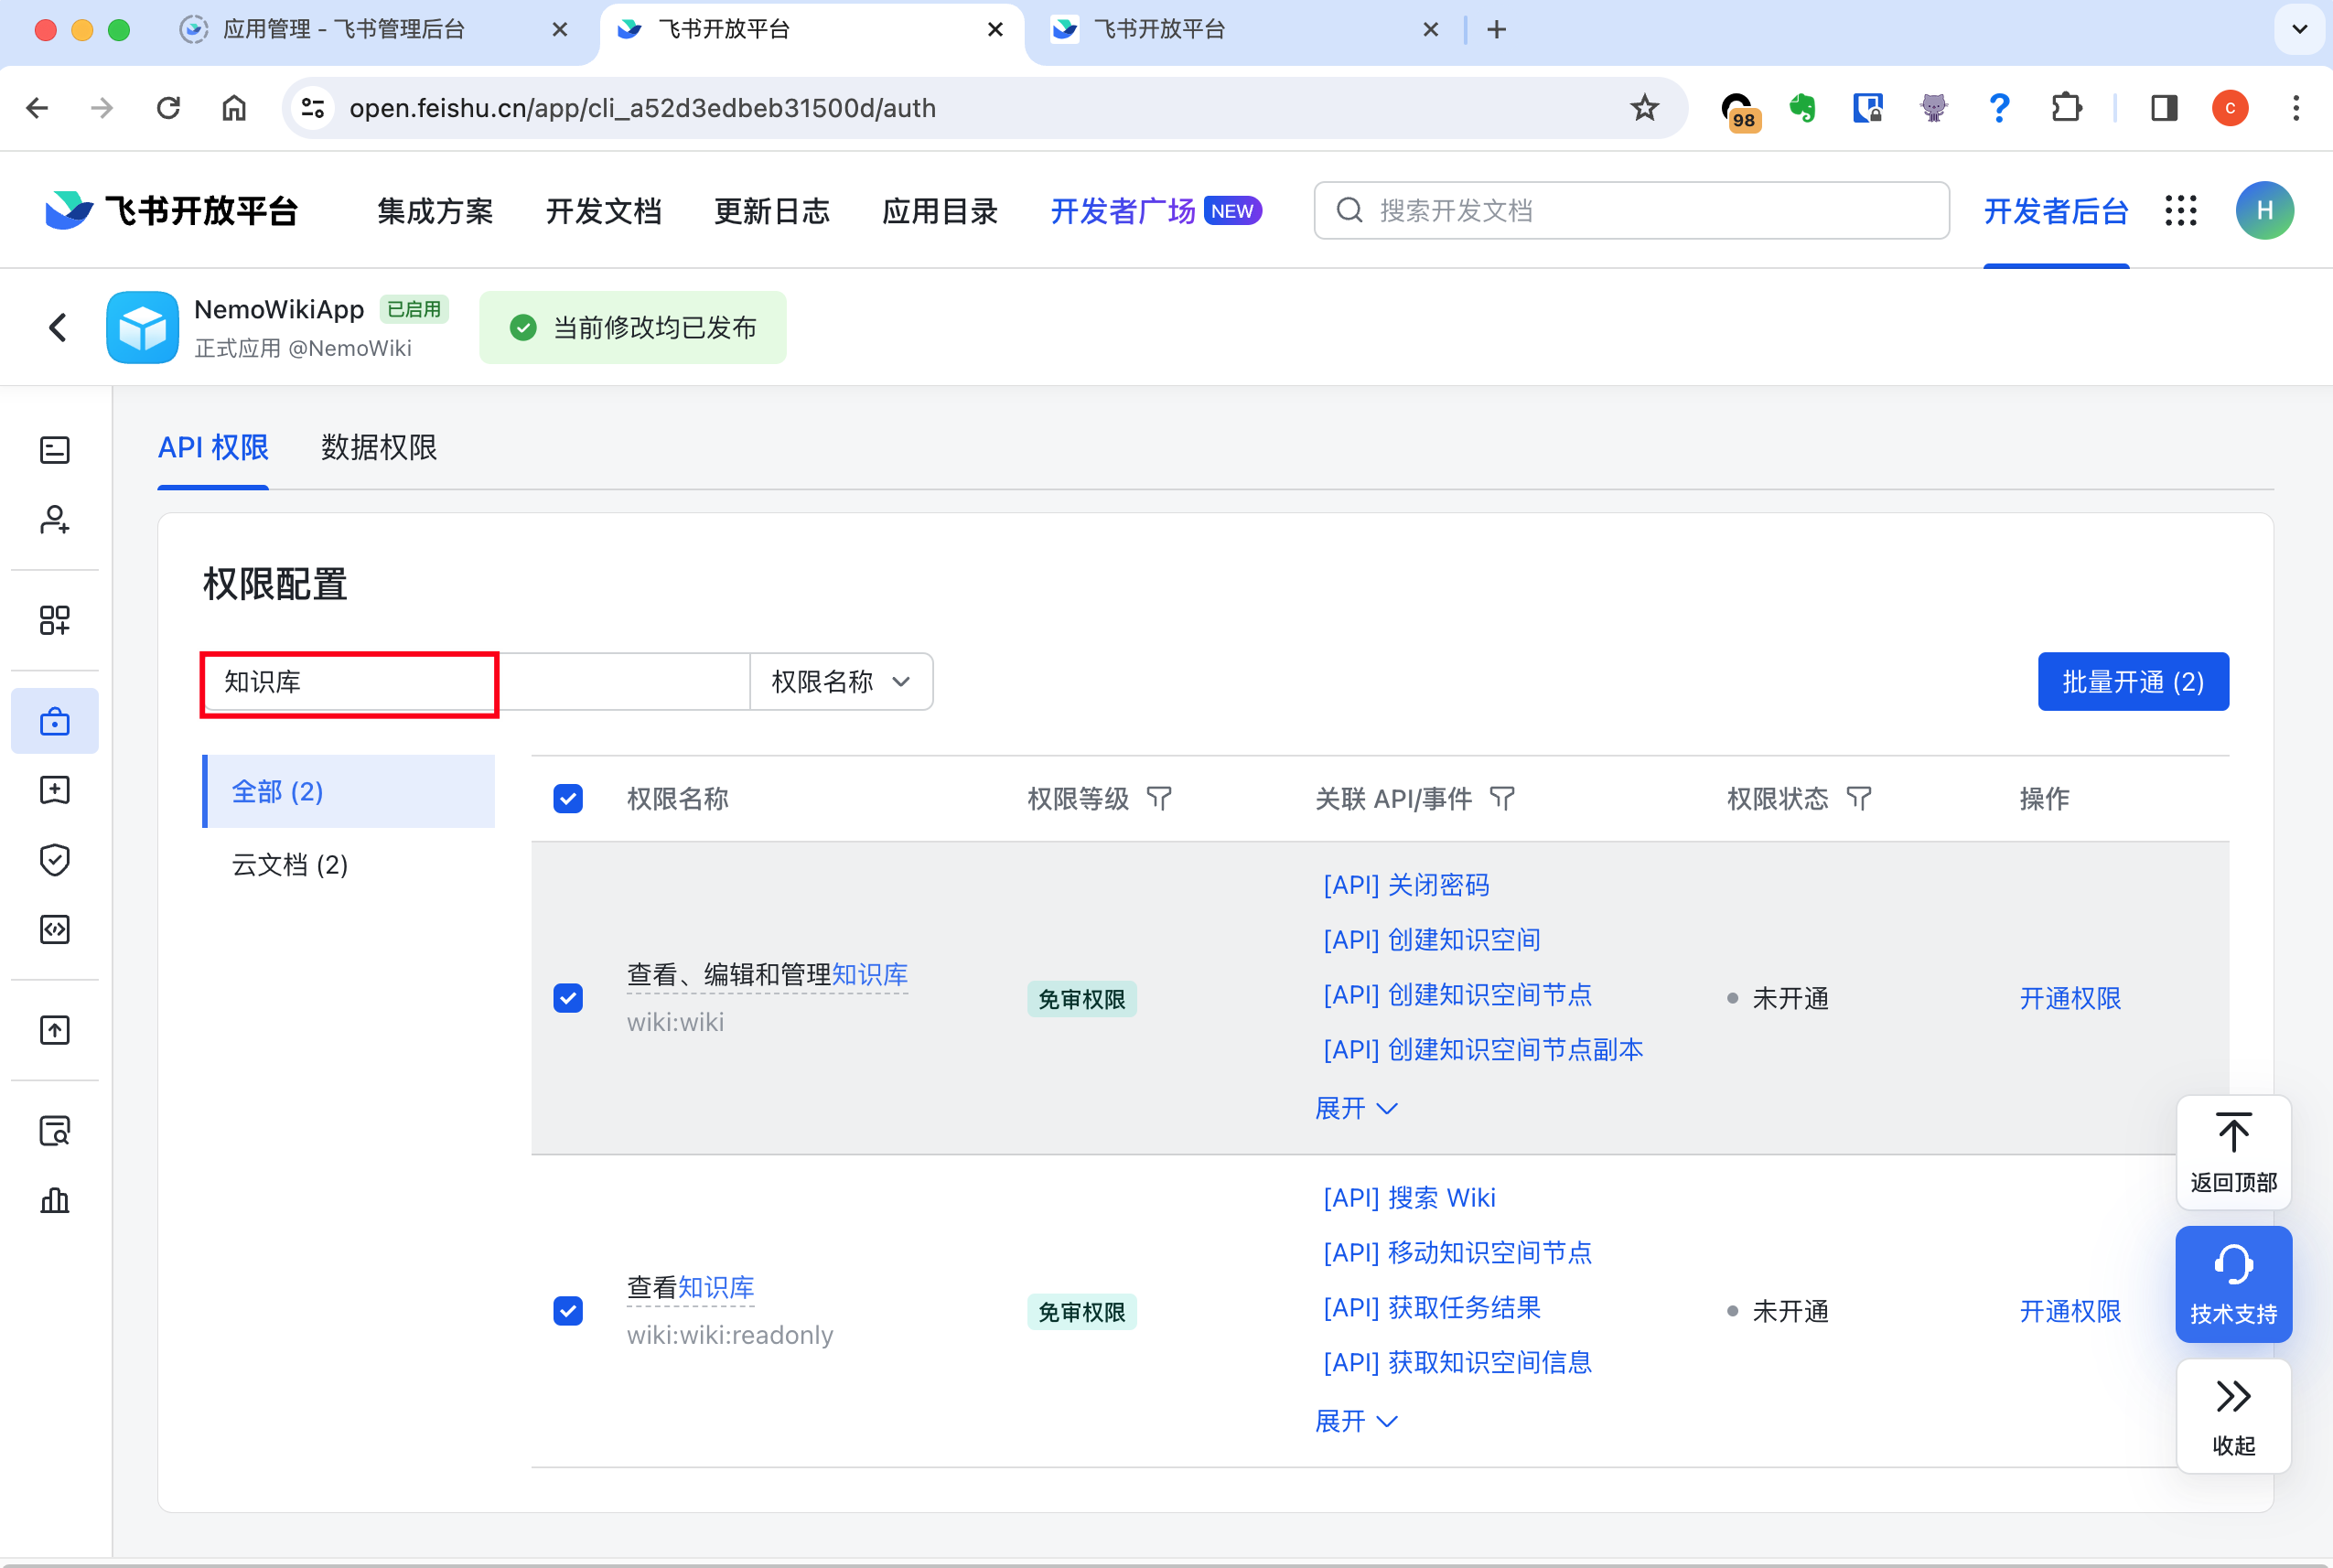 应用管理 - 飞书管理后台
飞书开放平台
飞书开放平台
open.feishu.cn/app/cli_a52d3edbeb31500d/auth
98
c
飞书开放平台
集成方案
开发文档
更新日志
应用目录
开发者广场 NEW
搜索开发文档
开发者后台
H
NemoWikiApp 已启用
正式应用 @NemoWiki
当前修改均已发布
API 权限
数据权限
权限配置
知识库
权限名称
批量开通 (2)
全部 (2)
云文档 (2)
权限名称
权限等级
关联 API/事件
权限状态
操作
查看、编辑和管理知识库
wiki:wiki
免审权限
[API] 关闭密码
[API] 创建知识空间
[API] 创建知识空间节点
[API] 创建知识空间节点副本
展开
未开通
开通权限
查看知识库
wiki:wiki:readonly
免审权限
[API] 搜索 Wiki
[API] 移动知识空间节点
[API] 获取任务结果
[API] 获取知识空间信息
展开
未开通
开通权限
返回顶部
技术支持
收起